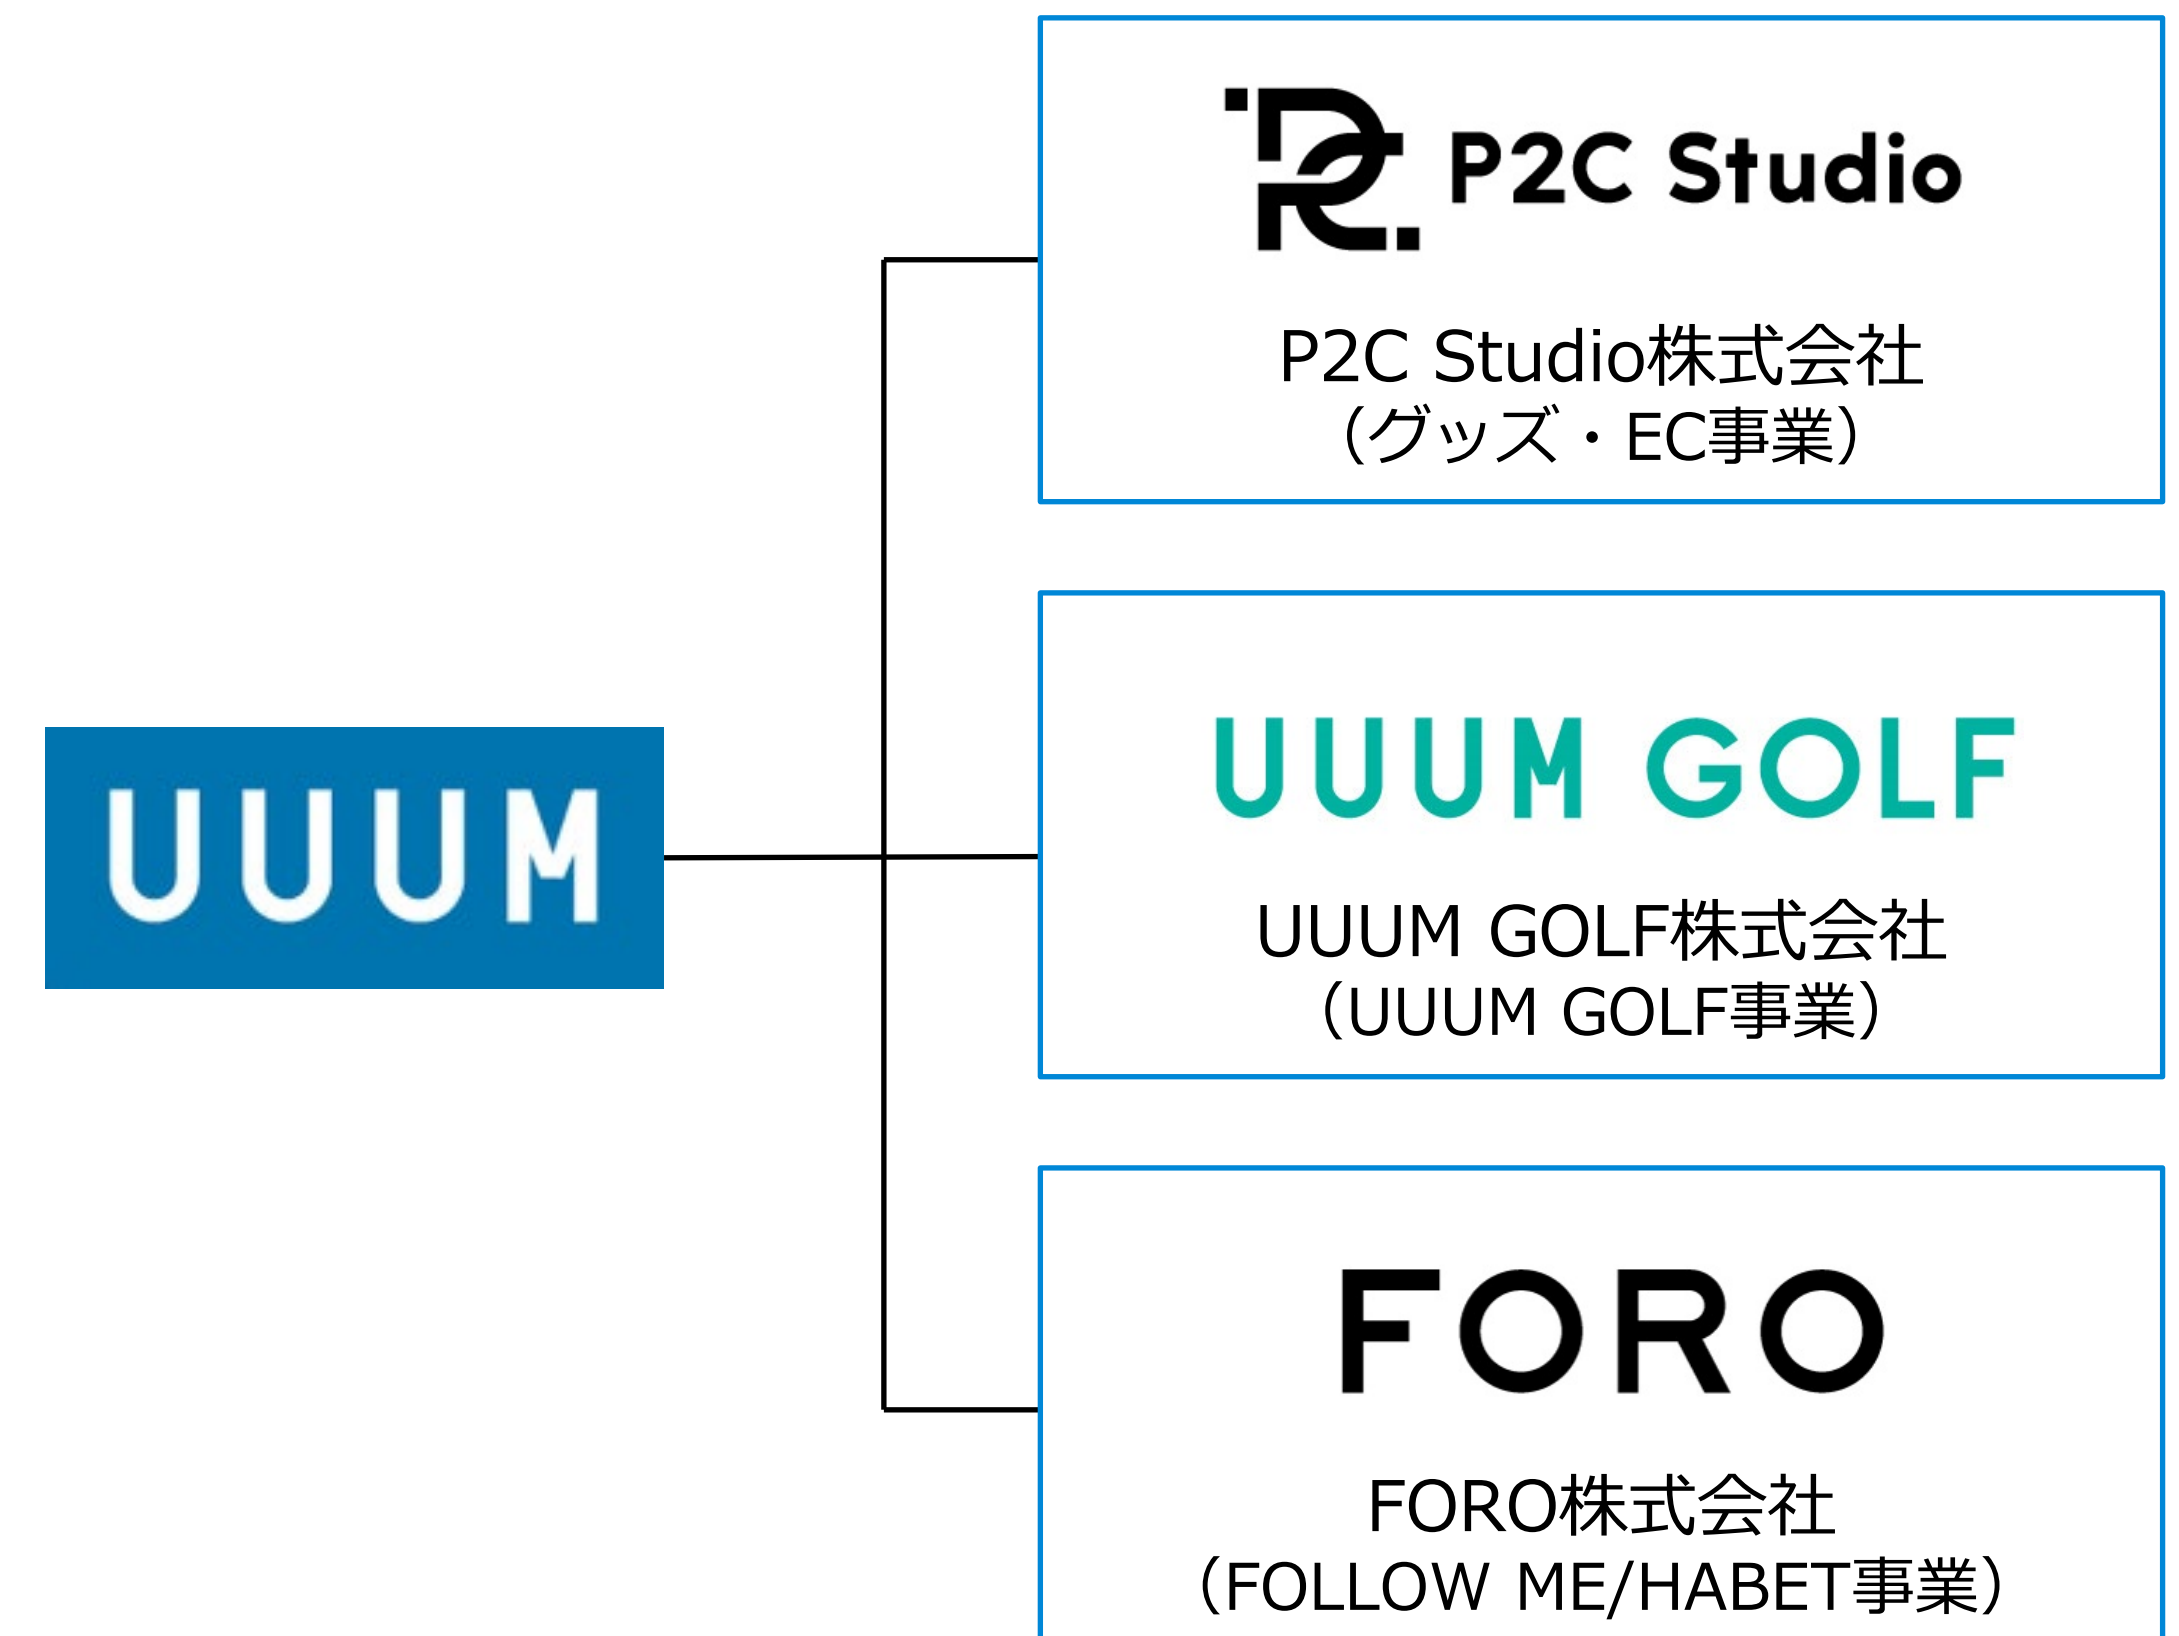 P2C Studio
P2C Studio株式会社
（グッズ・EC事業）
UUUM
UUUM GOLF
UUUM GOLF株式会社
（UUUM GOLF事業）
FORO
FORO株式会社
（FOLLOW ME/HABET事業）